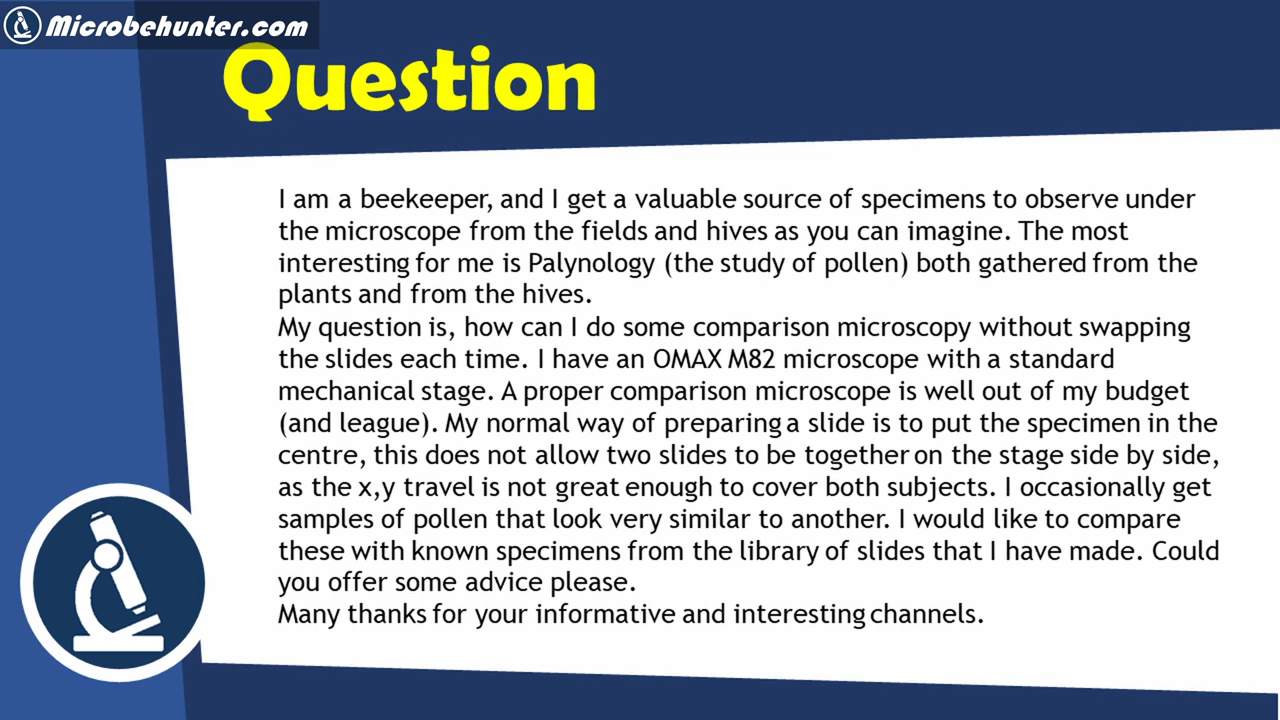 Microbehunter.com
Question
I am a beekeeper, and I get a valuable source of specimens to observe under
the microscope from the fields and hives as you can imagine. The most
interesting for me is Palynology (the study of pollen) both gathered from the
plants and from the hives.
My question is, how can I do some comparison microscopy without swapping
the slides each time. I have an OMAX M82 microscope with a standard
mechanical stage. A proper comparison microscope is well out of my budget
(and league). My normal way of preparing a slide is to put the specimen in the
centre, this does not allow two slides to be together on the stage side by side,
as the x,y travel is not great enough to cover both subjects. I occasionally get
samples of pollen that look very similar to another. I would like to compare
these with known specimens from the library of slides that I have made. Could
you offer some advice please.
Many thanks for your informative and interesting channels.